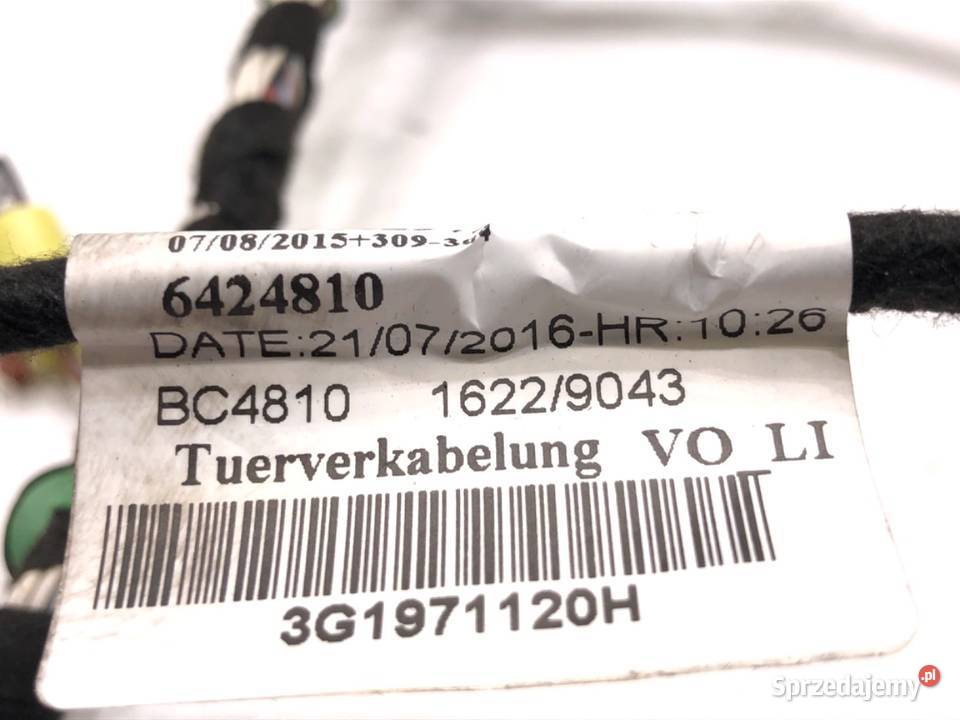 07/08/2015+309-
6424810
DATE:21/07/2016-HR:10:26
BC4810 1622/9043
Tuerverkabelung VO LI
3G1971120H
Sprzedajemy.pl